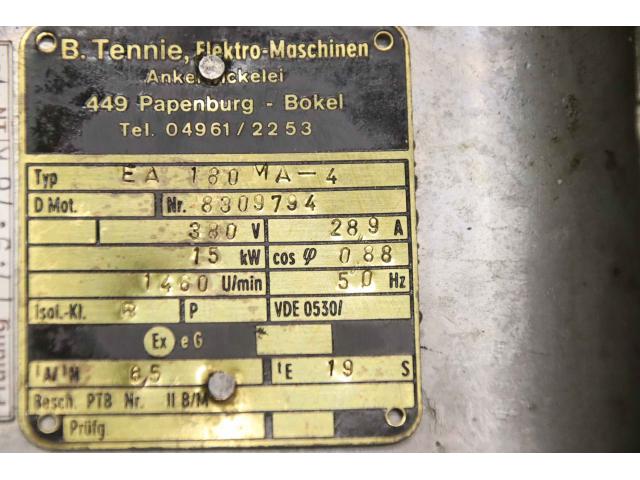 B. Tennie, Elektro-Maschinen
Ankerwickelei
449 Papenburg - Bokel
Tel. 04961/2253
Typ EA 180 MA-4
D Mot. Nr. 8309794
380 V 28,9 A
15 kW cos φ 0,88
1460 U/min 50 Hz
Isol.-Kl. B P VDE 0530/
Ex e G
IA/IN 6,5 tE 19 S
Besch. PTB Nr. II B/M
Prüfg.